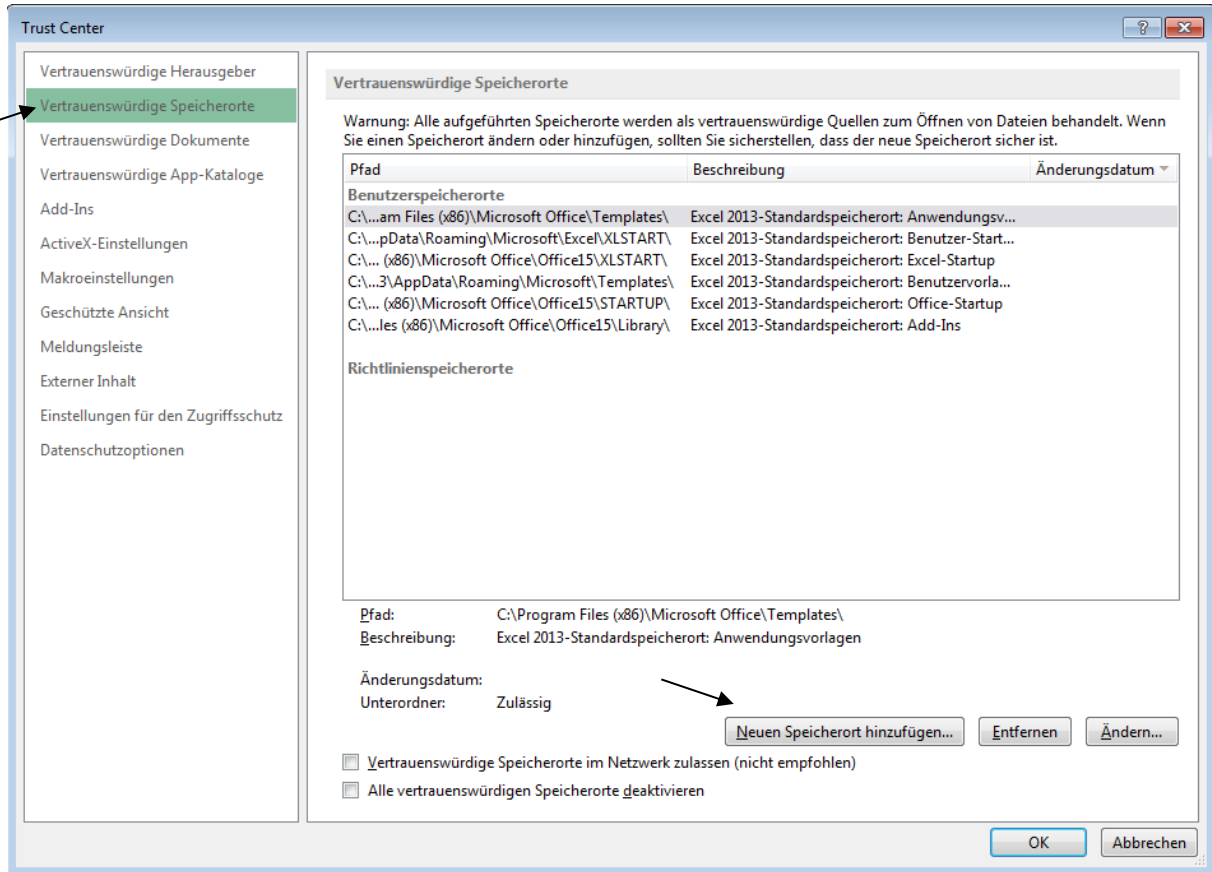 Trust Center
Vertrauenswürdige Herausgeber
Vertrauenswürdige Speicherorte
Vertrauenswürdige Dokumente
Vertrauenswürdige App-Kataloge
Add-Ins
ActiveX-Einstellungen
Makroeinstellungen
Geschützte Ansicht
Meldungsleiste
Externer Inhalt
Einstellungen für den Zugriffsschutz
Datenschutzoptionen
Vertrauenswürdige Speicherorte
Warnung: Alle aufgeführten Speicherorte werden als vertrauenswürdige Quellen zum Öffnen von Dateien behandelt. Wenn
Sie einen Speicherort ändern oder hinzufügen, sollten Sie sicherstellen, dass der neue Speicherort sicher ist.
Pfad Beschreibung Änderungsdatum
Benutzerspeicherorte
C:\...am Files (x86)\Microsoft Office\Templates\ Excel 2013-Standardspeicherort: Anwendungsv...
C:\...pData\Roaming\Microsoft\Excel\XLSTART\ Excel 2013-Standardspeicherort: Benutzer-Start...
C:\... (x86)\Microsoft Office\Office15\XLSTART\ Excel 2013-Standardspeicherort: Excel-Startup
C:\...3\AppData\Roaming\Microsoft\Templates\ Excel 2013-Standardspeicherort: Benutzervorla...
C:\... (x86)\Microsoft Office\Office15\STARTUP\ Excel 2013-Standardspeicherort: Office-Startup
C:\...les (x86)\Microsoft Office\Office15\Library\ Excel 2013-Standardspeicherort: Add-Ins
Richtlinienspeicherorte
Pfad: C:\Program Files (x86)\Microsoft Office\Templates\
Beschreibung: Excel 2013-Standardspeicherort: Anwendungsvorlagen
Änderungsdatum:
Unterordner: Zulässig
Neuen Speicherort hinzufügen... Entfernen Ändern...
Vertrauenswürdige Speicherorte im Netzwerk zulassen (nicht empfohlen)
Alle vertrauenswürdigen Speicherorte deaktivieren
OK Abbrechen